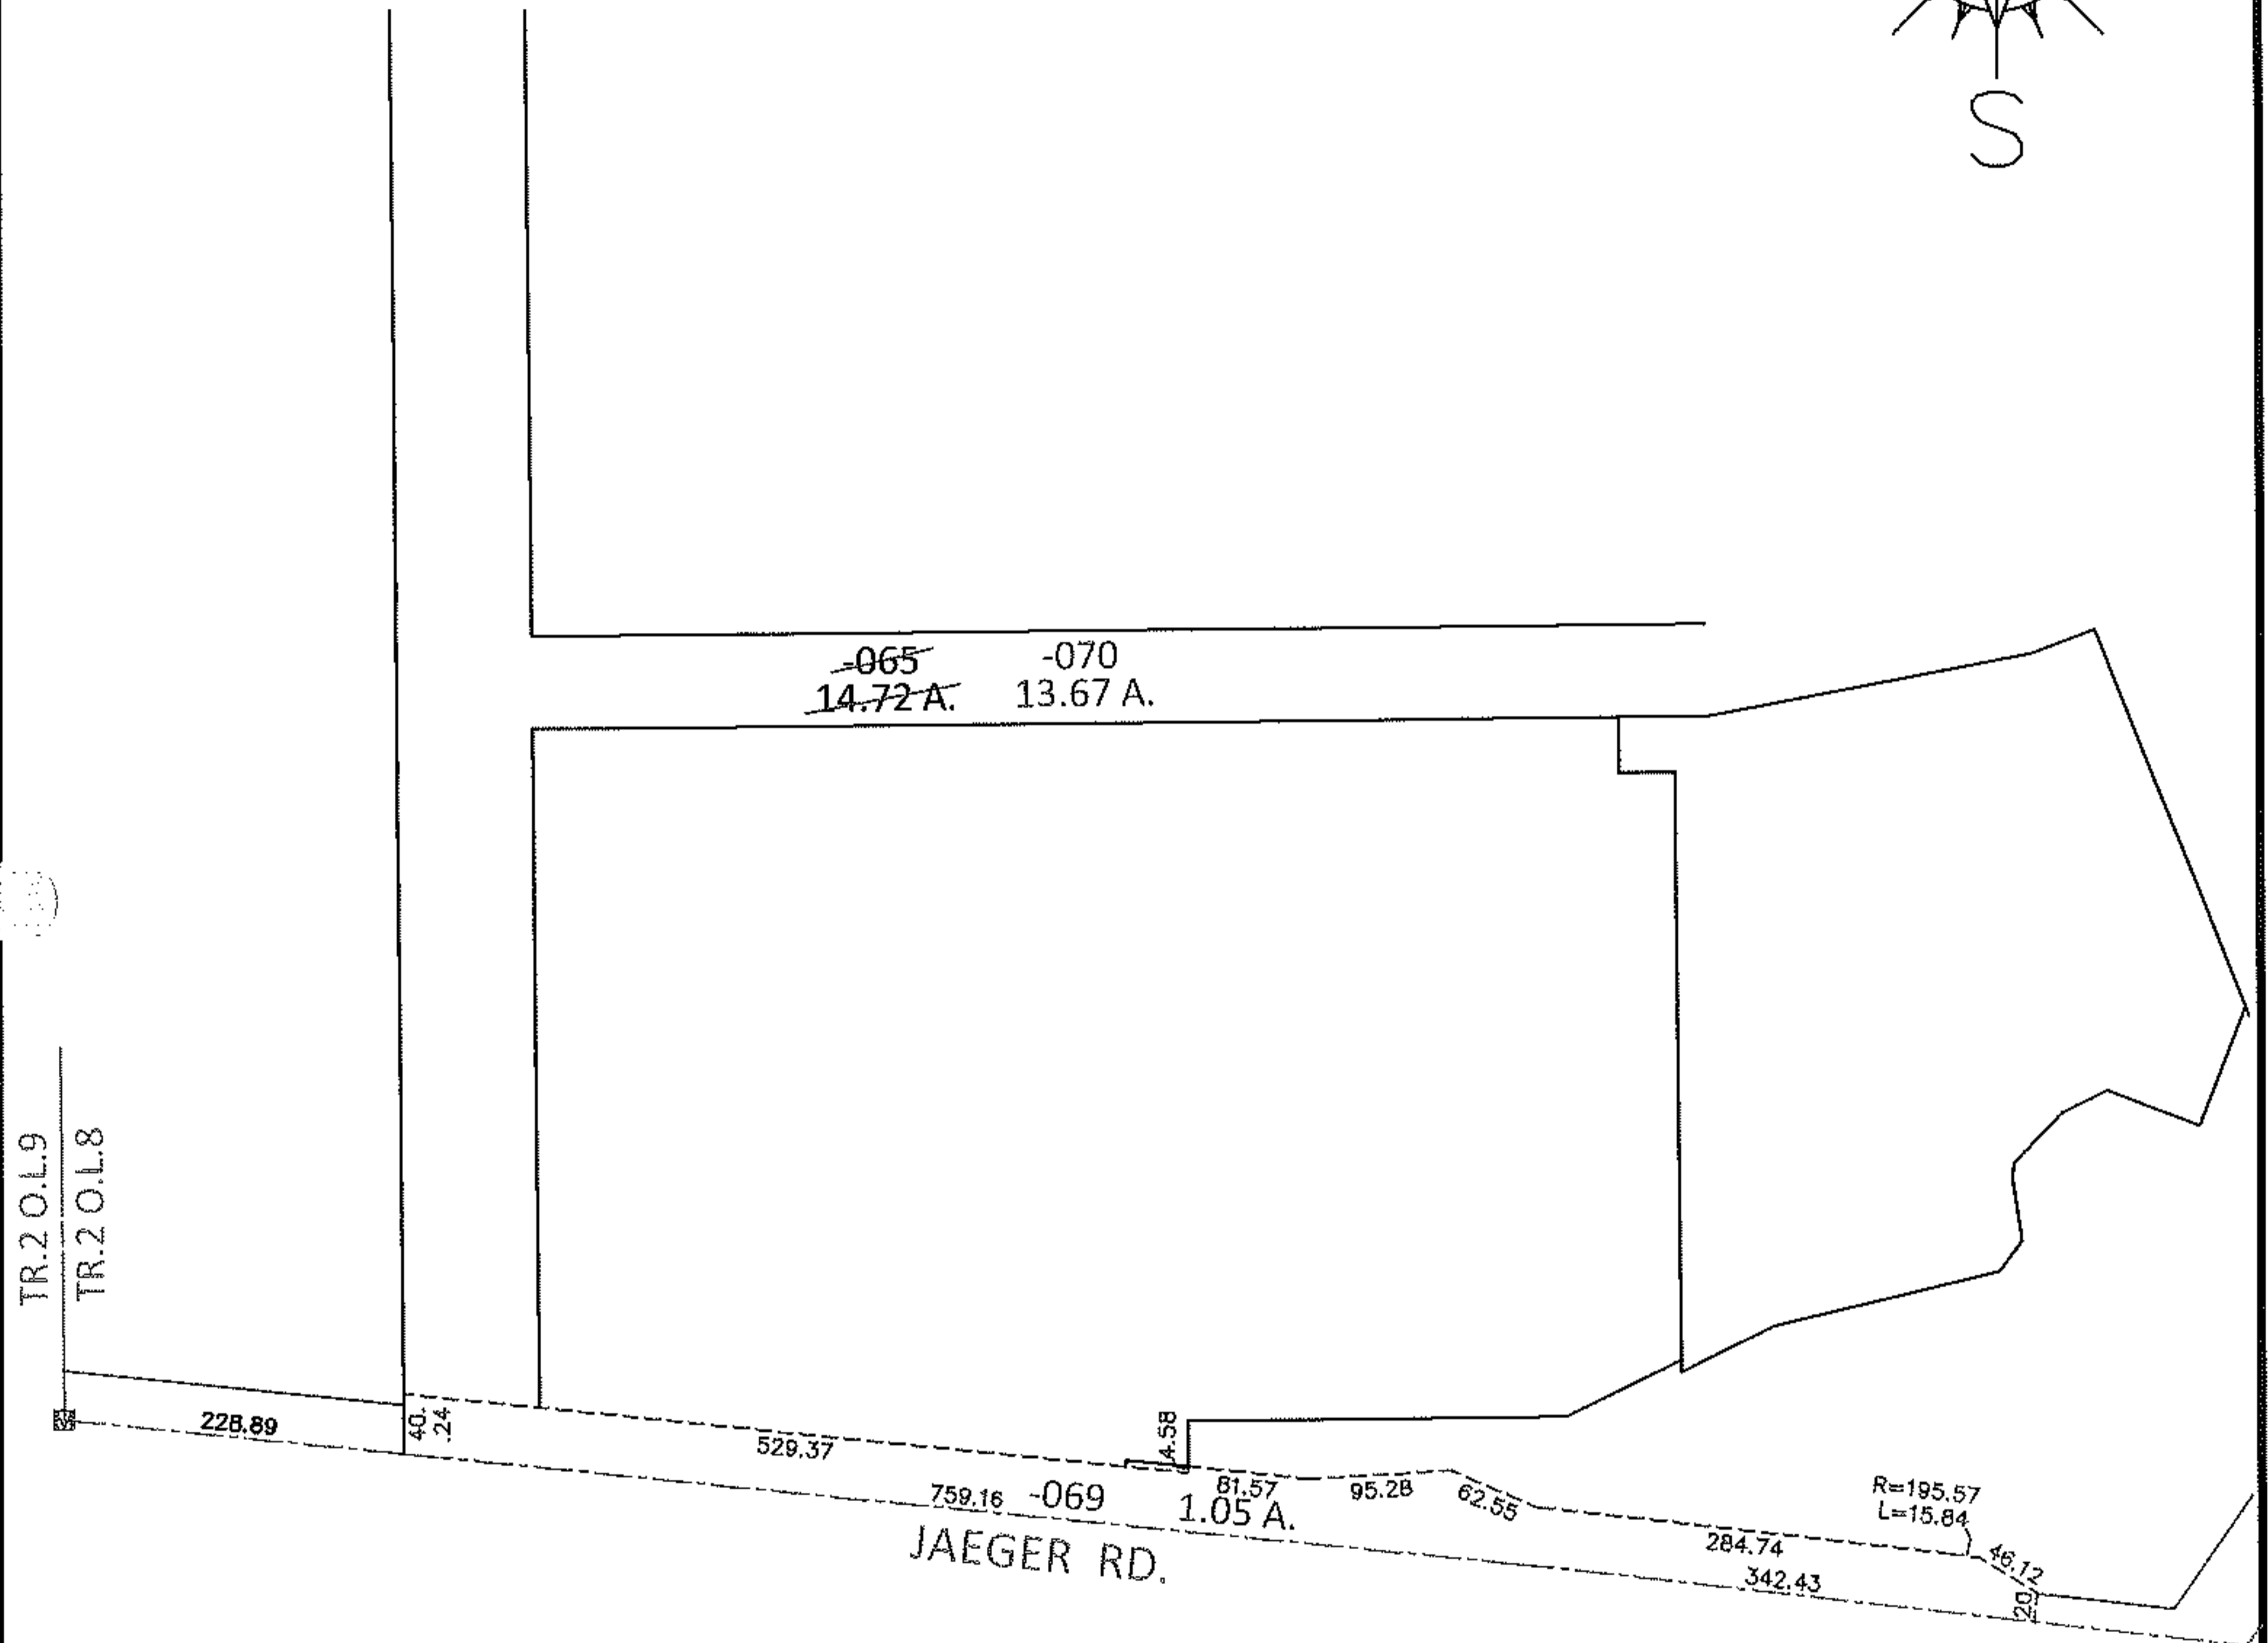 S
-065 -070
14.72 A. 13.67 A.
TR.2 O.L.9
TR.2 O.L.8
228.89
40.
.24
529.37
4.58
759.16
-069
81.57
1.05 A.
95.28
62.55
R=195.57
L=15.84
284.74
46.12
342.43
20
JAEGER RD.